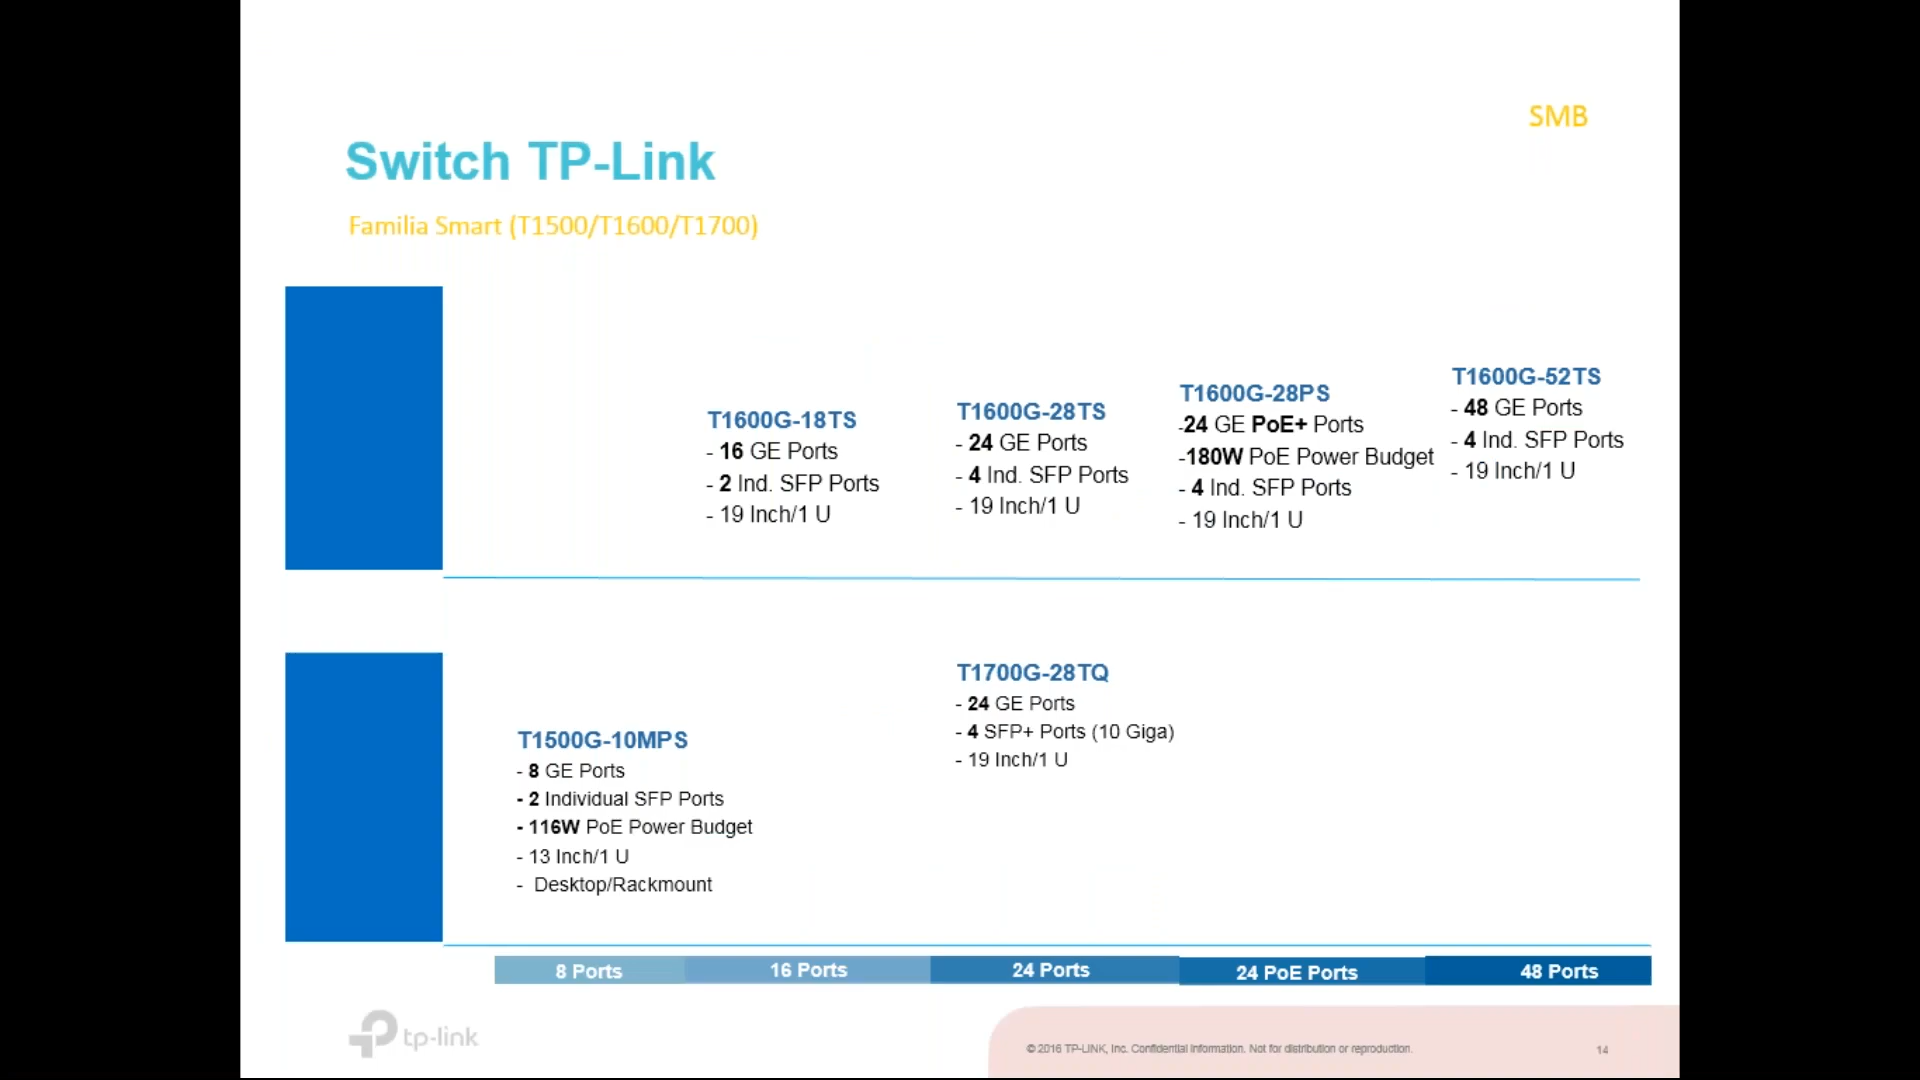 SMB
Switch TP-Link
Familia Smart (T1500/T1600/T1700)
T1600G-18TS
- 16 GE Ports
- 2 Ind. SFP Ports
- 19 Inch/1 U
T1600G-28TS
- 24 GE Ports
- 4 Ind. SFP Ports
- 19 Inch/1 U
T1600G-28PS
-24 GE PoE+ Ports
-180W PoE Power Budget
- 4 Ind. SFP Ports
- 19 Inch/1 U
T1600G-52TS
- 48 GE Ports
- 4 Ind. SFP Ports
- 19 Inch/1 U
T1500G-10MPS
- 8 GE Ports
- 2 Individual SFP Ports
- 116W PoE Power Budget
- 13 Inch/1 U
- Desktop/Rackmount
T1700G-28TQ
- 24 GE Ports
- 4 SFP+ Ports (10 Giga)
- 19 Inch/1 U
8 Ports
16 Ports
24 Ports
24 PoE Ports
48 Ports
tp-link
© 2016 TP-LINK, Inc. Confidential Information. Not for distribution or reproduction.
14